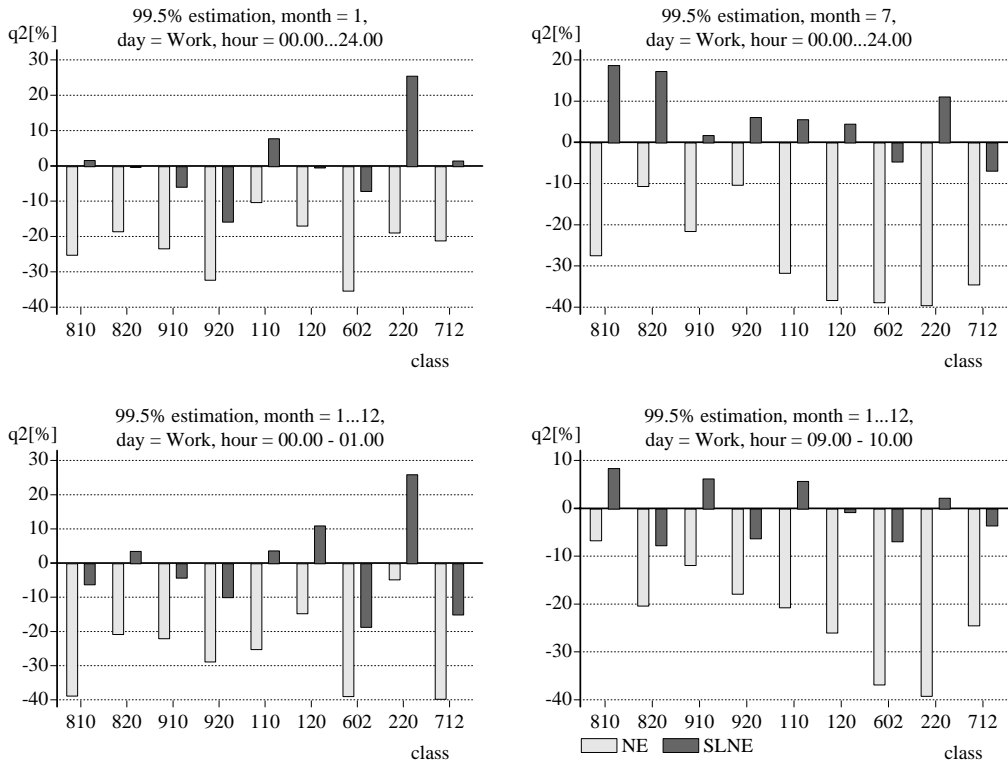 99.5% estimation, month = 1,
day = Work, hour = 00.00...24.00
q2[%]
30
20
10
0
-10
-20
-30
-40
810 820 910 920 110 120 602 220 712
class
99.5% estimation, month = 7,
day = Work, hour = 00.00...24.00
q2[%]
20
10
0
-10
-20
-30
-40
810 820 910 920 110 120 602 220 712
class
99.5% estimation, month = 1...12,
day = Work, hour = 00.00 - 01.00
q2[%]
30
20
10
0
-10
-20
-30
-40
810 820 910 920 110 120 602 220 712
class
99.5% estimation, month = 1...12,
day = Work, hour = 09.00 - 10.00
q2[%]
10
0
-10
-20
-30
-40
810 820 910 920 110 120 602 220 712
NE SLNE
class